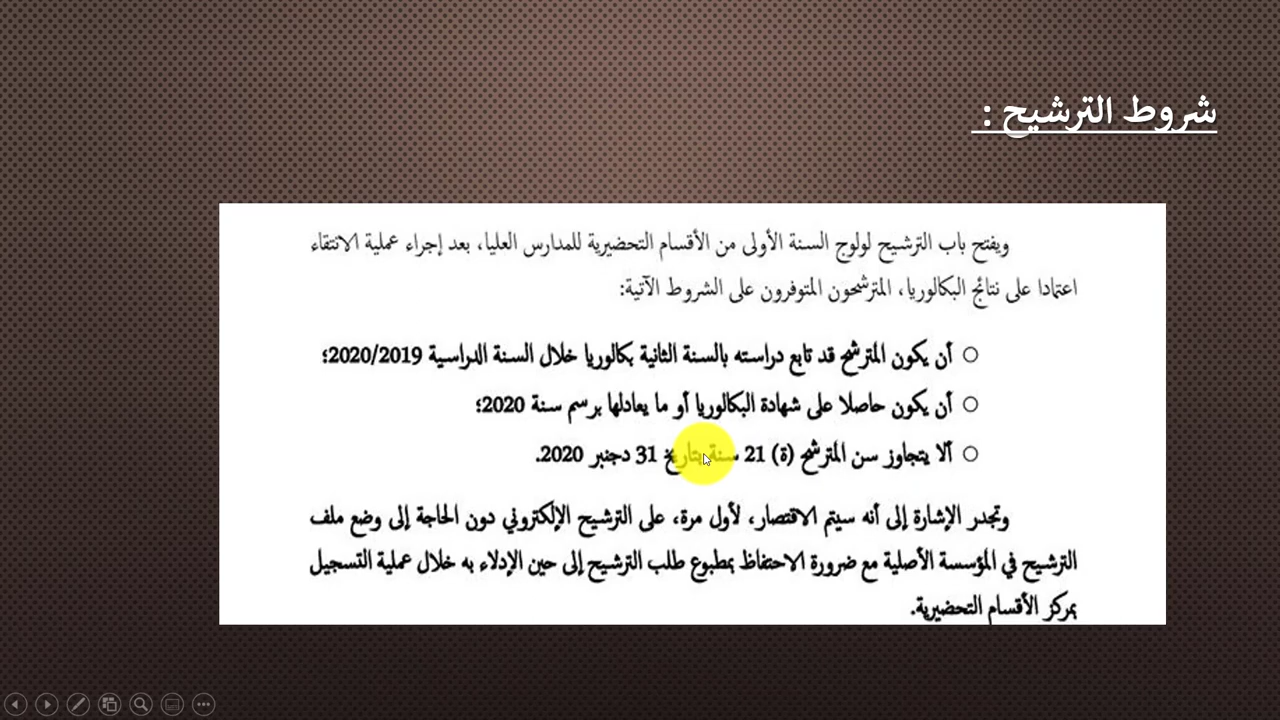 شروط الترشيح :
ويفتح باب الترشيح لولوج السنة الأولى من الأقسام التحضيرية للمدارس العليا، بعد إجراء عملية الانتقاء
اعتمادا على نتائج البكالوريا، المترشحون المتوفرون على الشروط الآتية:
○ أن يكون المترشح قد تابع دراسته بالسنة الثانية بكالوريا خلال السنة الدراسية 2020/2019؛
○ أن يكون حاصلا على شهادة البكالوريا أو ما يعادلها برسم سنة 2020؛
○ ألا يتجاوز سن المترشح (ة) 21 سنة بتاريخ 31 دجنبر 2020.
وتجدر الإشارة إلى أنه سيتم الاقتصار، لأول مرة، على الترشيح الإلكتروني دون الحاجة إلى وضع ملف
الترشيح في المؤسسة الأصلية مع ضرورة الاحتفاظ بمطبوع طلب الترشيح إلى حين الإدلاء به خلال عملية التسجيل
بمركز الأقسام التحضيرية.